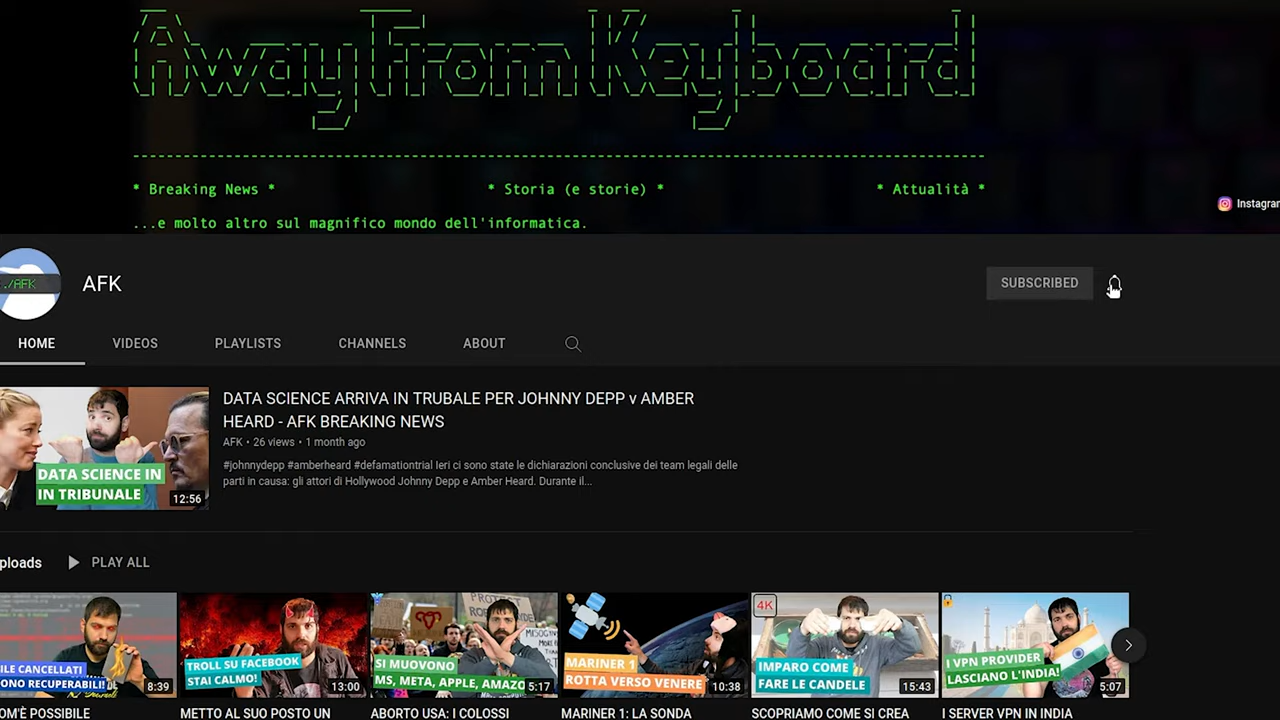 AwayFromKeyboard
* Breaking News * * Storia (e storie) * * Attualità *
...e molto altro sul magnifico mondo dell'informatica.
Instagram
./AFK
AFK
SUBSCRIBED
HOME VIDEOS PLAYLISTS CHANNELS ABOUT
DATA SCIENCE IN
IN TRIBUNALE
12:56
DATA SCIENCE ARRIVA IN TRUBALE PER JOHNNY DEPP v AMBER
HEARD - AFK BREAKING NEWS
AFK • 26 views • 1 month ago
#johnnydepp #amberheard #defamationtrial Ieri ci sono state le dichiarazioni conclusive dei team legali delle
parti in causa: gli attori di Hollywood Johnny Depp e Amber Heard. Durante il...
ploads PLAY ALL
ILE CANCELLATI
ONO RECUPERABILI!
8:39
TROLL SU FACEBOOK
STAI CALMO!
13:00
PROTECT
SI MUOVONO
MS, META, APPLE, AMAZO
5:17
MARINER 1
ROTTA VERSO VENERE
10:38
4K
IMPARO COME
FARE LE CANDELE
15:43
I VPN PROVIDER
LASCIANO L'INDIA!
5:07
OM'È POSSIBILE
METTO AL SUO POSTO UN
ABORTO USA: I COLOSSI
MARINER 1: LA SONDA
SCOPRIAMO COME SI CREA
I SERVER VPN IN INDIA